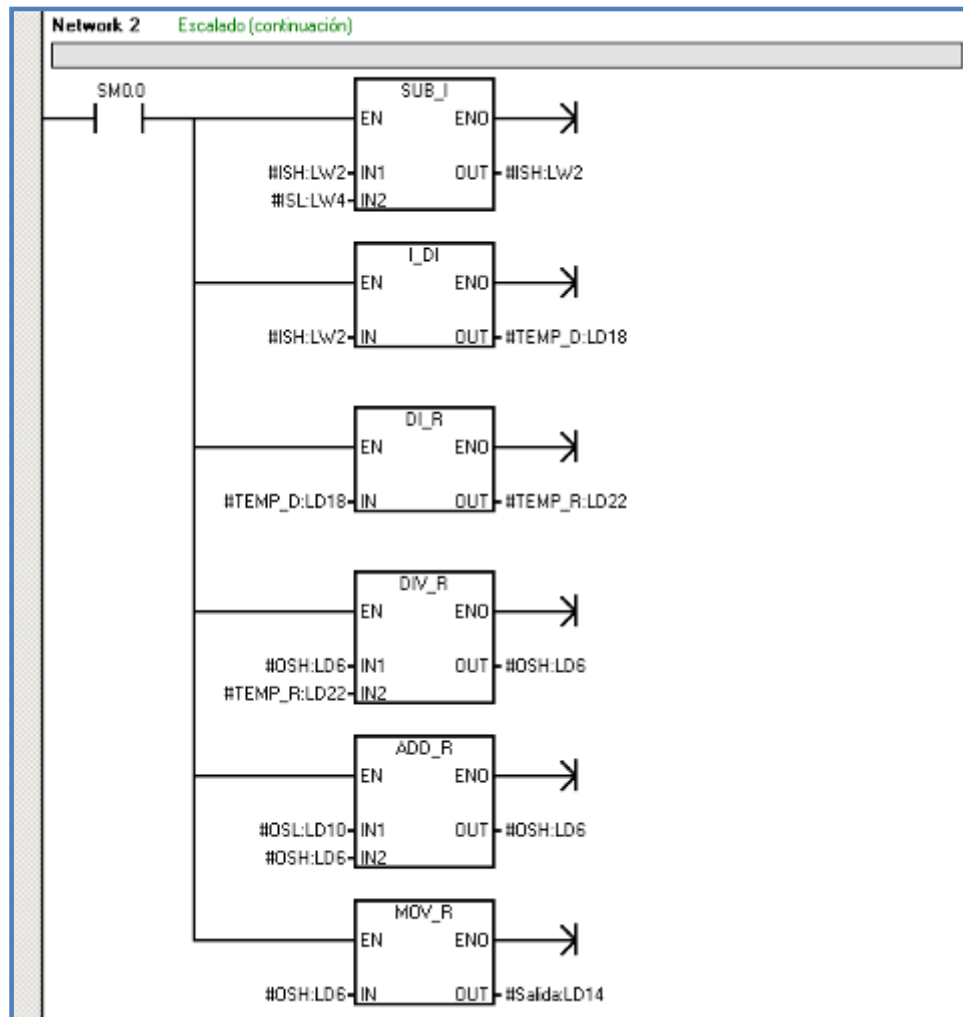 Network 2 Escalado (continuación)
SM0.0
SUB_I
EN ENO
#ISH:LW2 IN1 OUT #ISH:LW2
#ISL:LW4 IN2
I_DI
EN ENO
#ISH:LW2 IN OUT #TEMP_D:LD18
DI_R
EN ENO
#TEMP_D:LD18 IN OUT #TEMP_R:LD22
DIV_R
EN ENO
#OSH:LD6 IN1 OUT #OSH:LD6
#TEMP_R:LD22 IN2
ADD_R
EN ENO
#OSL:LD10 IN1 OUT #OSH:LD6
#OSH:LD6 IN2
MOV_R
EN ENO
#OSH:LD6 IN OUT #Salida:LD14